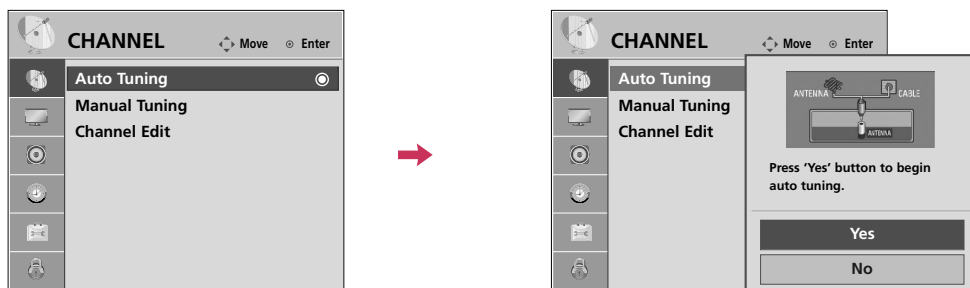 CHANNEL Move Enter
Auto Tuning
Manual Tuning
Channel Edit
CHANNEL Move Enter
Auto Tuning
Manual Tuning
Channel Edit
ANTENNA CABLE
ANTENNA
Press ‘Yes’ button to begin
auto tuning.
Yes
No